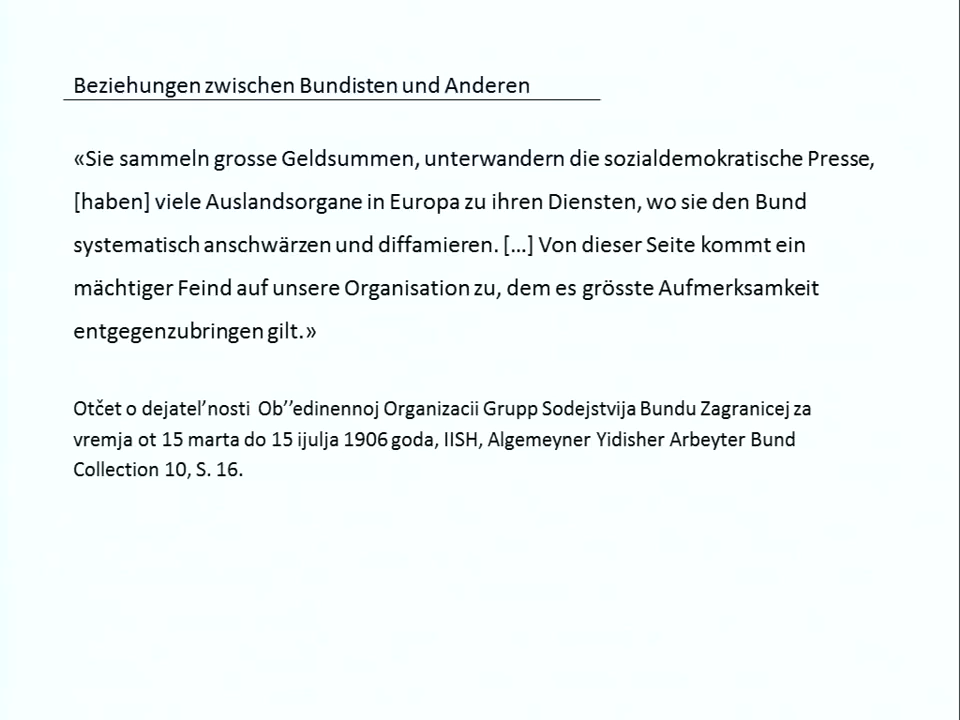 Beziehungen zwischen Bundisten und Anderen
«Sie sammeln grosse Geldsummen, unterwandern die sozialdemokratische Presse,
[haben] viele Auslandsorgane in Europa zu ihren Diensten, wo sie den Bund
systematisch anschwärzen und diffamieren. […] Von dieser Seite kommt ein
mächtiger Feind auf unsere Organisation zu, dem es grösste Aufmerksamkeit
entgegenzubringen gilt.»
Otčet o dejatel’nosti Ob’’edinennoj Organizacii Grupp Sodejstvija Bundu Zagranicej za
vremja ot 15 marta do 15 ijulja 1906 goda, IISH, Algemeyner Yidisher Arbeyter Bund
Collection 10, S. 16.